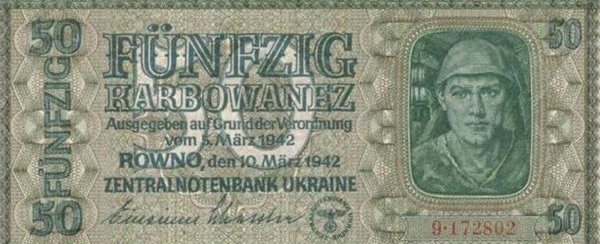 50
FÜNFZIG
50
FÜNFZIG
KARBOWANEZ
Ausgegeben auf Grund der Verordnung
vom 5. März 1942
ROWNO, den 10. März 1942
ZENTRALNOTENBANK UKRAINE
50
50
50
9·172802